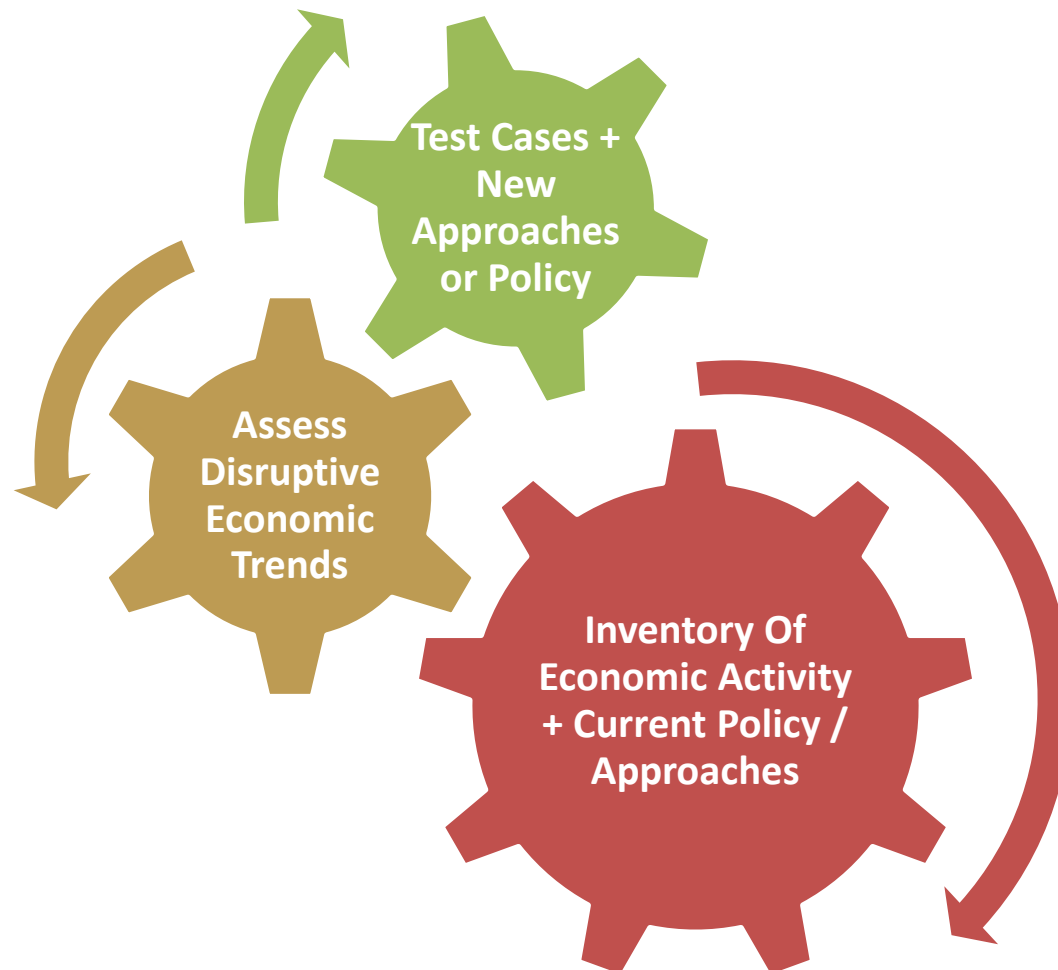 Test Cases +
New
Approaches
or Policy
Assess
Disruptive
Economic
Trends
Inventory Of
Economic Activity
+ Current Policy /
Approaches